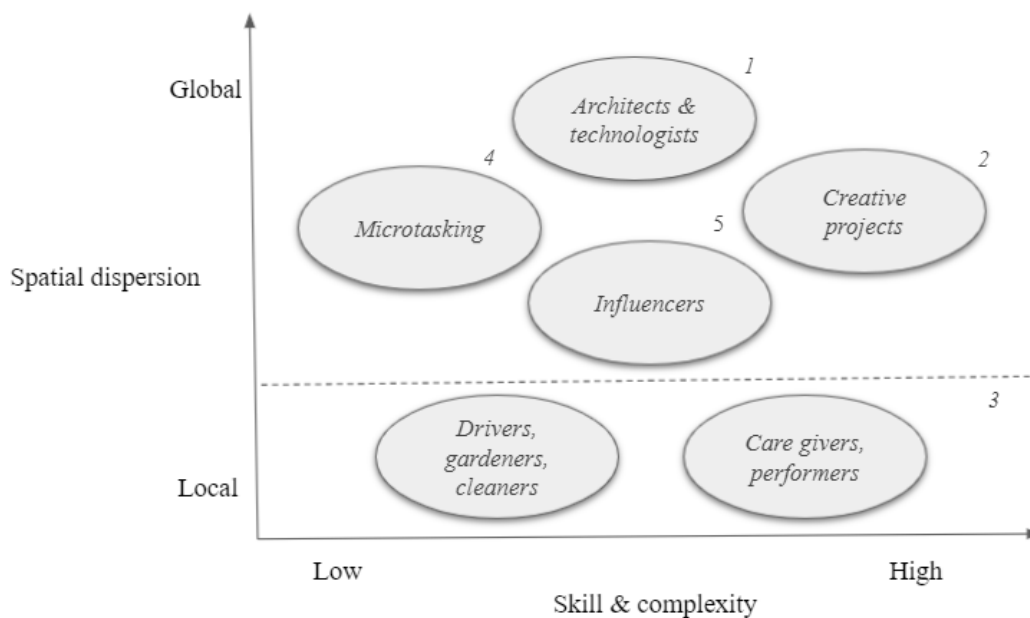 Global
1
Architects &
technologists
4
Microtasking
2
Creative
projects
Spatial dispersion
5
Influencers
3
Drivers,
gardeners,
cleaners
Care givers,
performers
Local
Low
High
Skill & complexity